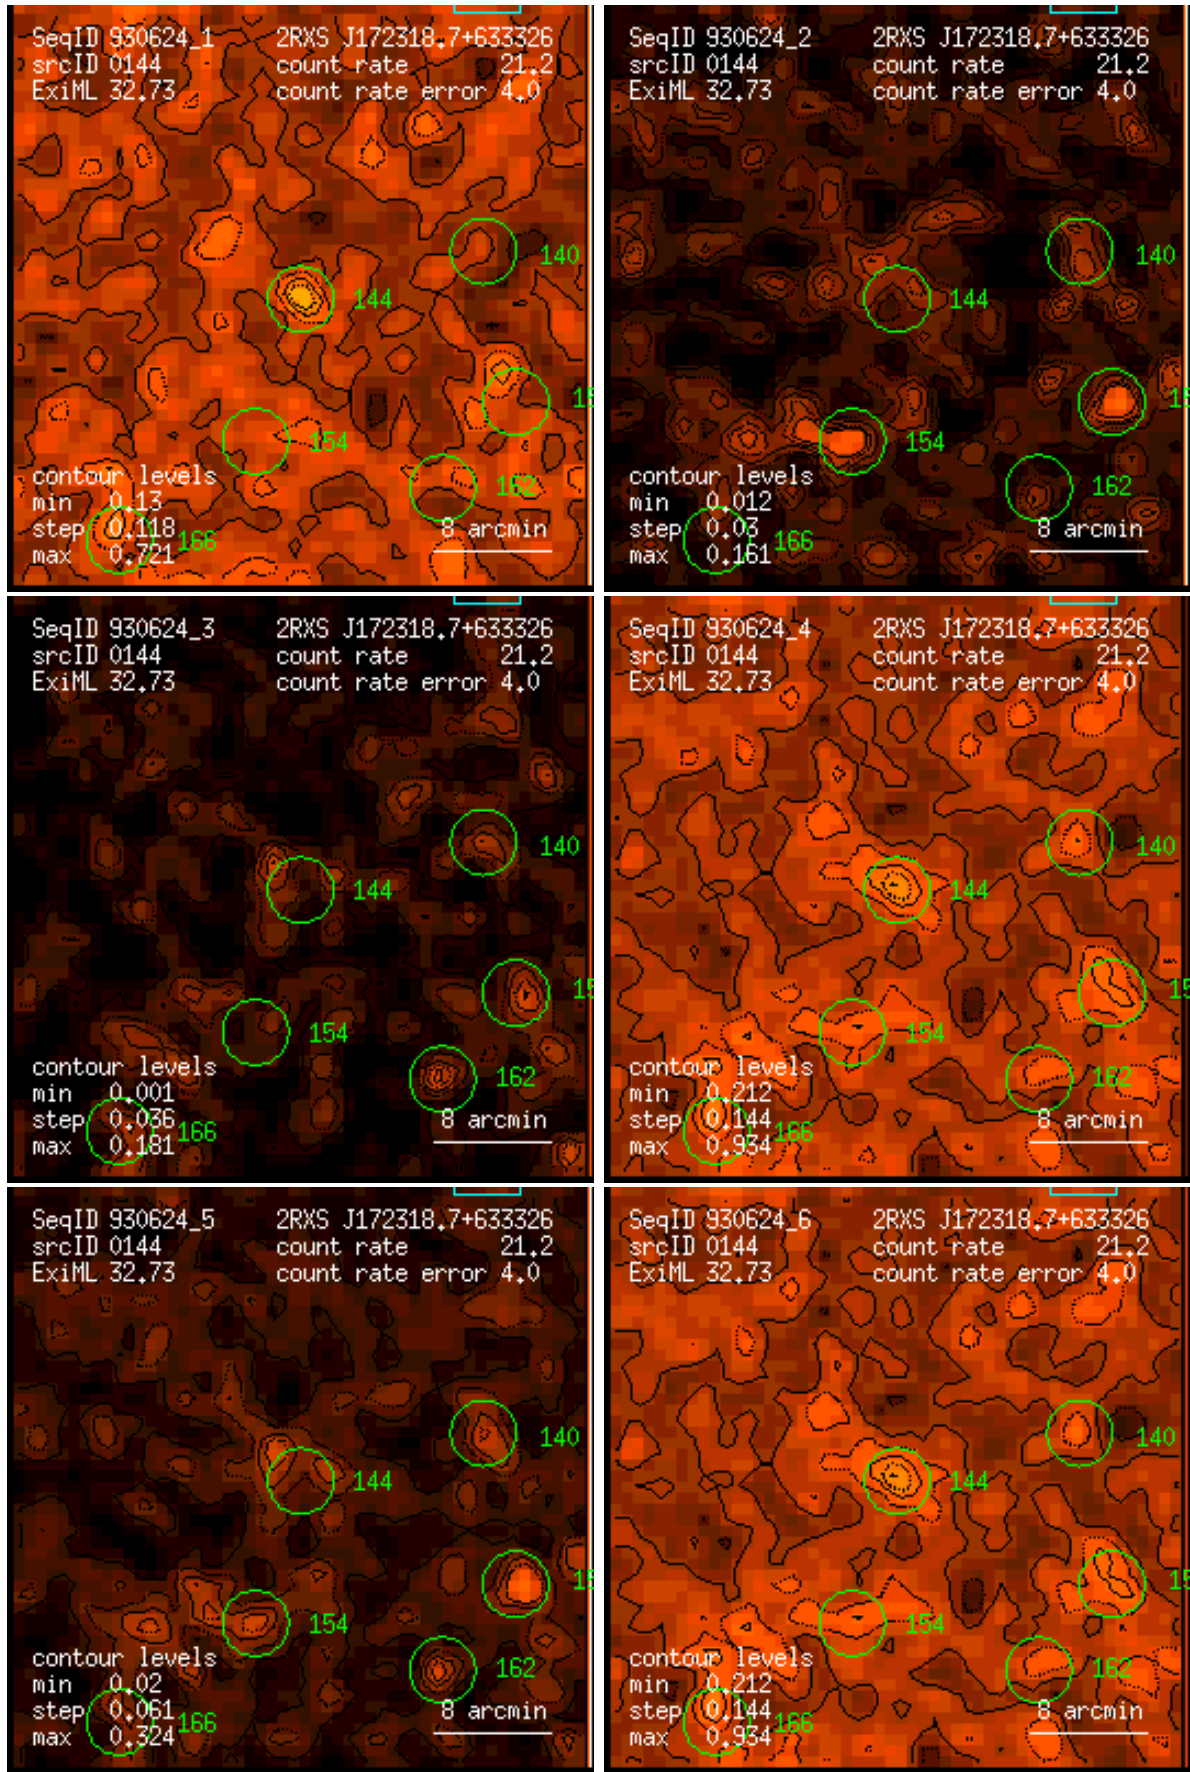 SeqID 930624_1 2RXS J172318.7+633326
srcID 0144 count rate 21.2
ExiML 32.73 count rate error 4.0
140
144
15
154
contour levels
162
min 0.13
step 0.118 8 arcmin
166
max 0.721
SeqID 930624_2 2RXS J172318.7+633326
srcID 0144 count rate 21.2
ExiML 32.73 count rate error 4.0
140
144
15
154
contour levels
162
min 0.012
step 0.03 8 arcmin
166
max 0.161
SeqID 930624_3 2RXS J172318.7+633326
srcID 0144 count rate 21.2
ExiML 32.73 count rate error 4.0
140
144
15
154
contour levels
162
min 0.001
step 0.036 8 arcmin
166
max 0.181
SeqID 930624_4 2RXS J172318.7+633326
srcID 0144 count rate 21.2
ExiML 32.73 count rate error 4.0
140
144
15
154
contour levels
162
min 0.212
step 0.144 8 arcmin
166
max 0.934
SeqID 930624_5 2RXS J172318.7+633326
srcID 0144 count rate 21.2
ExiML 32.73 count rate error 4.0
140
144
15
154
contour levels
162
min 0.02
step 0.061 8 arcmin
166
max 0.324
SeqID 930624_6 2RXS J172318.7+633326
srcID 0144 count rate 21.2
ExiML 32.73 count rate error 4.0
140
144
15
154
contour levels
162
min 0.212
step 0.144 8 arcmin
166
max 0.934